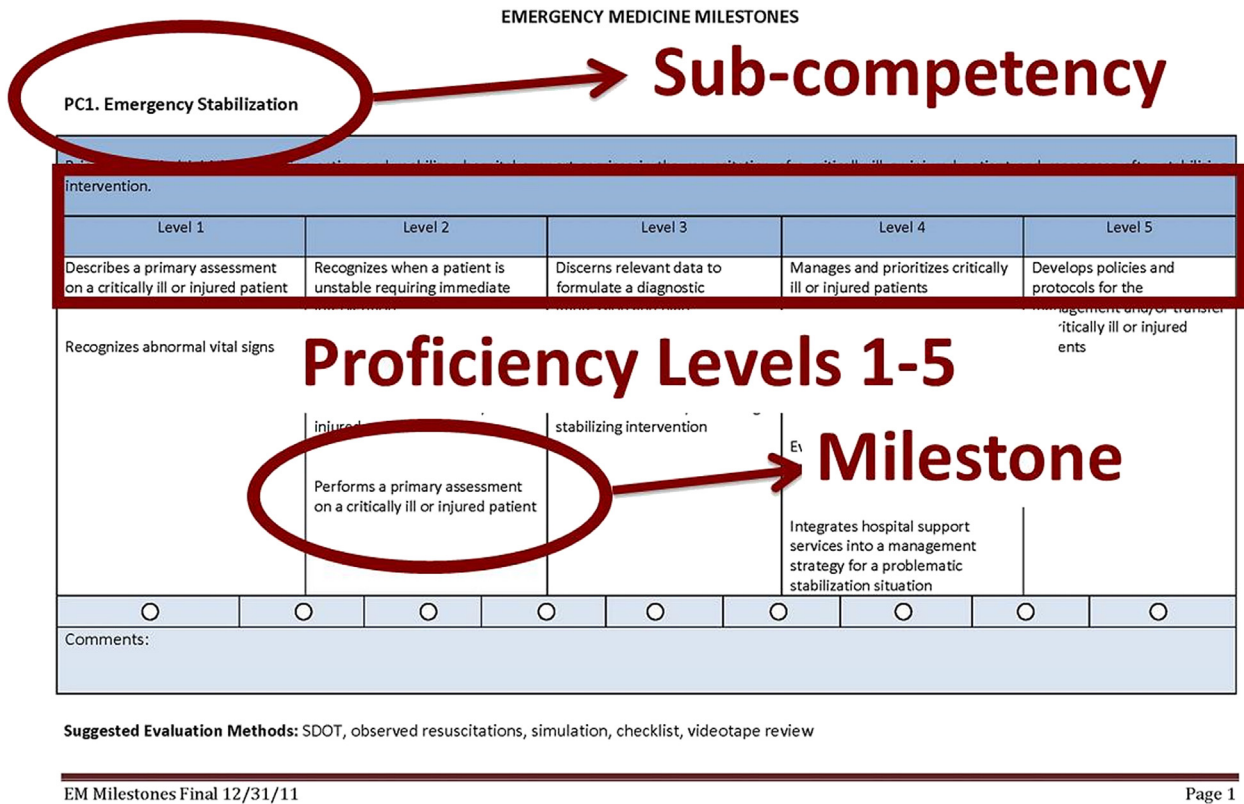 EMERGENCY MEDICINE MILESTONES
Sub-competency
PC1. Emergency Stabilization
intervention.
Level 1
Level 2
Level 3
Level 4
Level 5
Describes a primary assessment
on a critically ill or injured patient
Recognizes abnormal vital signs
Recognizes when a patient is
unstable requiring immediate
injured
Performs a primary assessment
on a critically ill or injured patient
Discerns relevant data to
formulate a diagnostic
stabilizing intervention
Manages and prioritizes critically
ill or injured patients
Integrates hospital support
services into a management
strategy for a problematic
stabilization situation
Develops policies and
protocols for the
management and/or transfer
injured
Proficiency Levels 1-5
Milestone
Comments:
Suggested Evaluation Methods: SDOT, observed resuscitations, simulation, checklist, videotape review
EM Milestones Final 12/31/11
Page 1